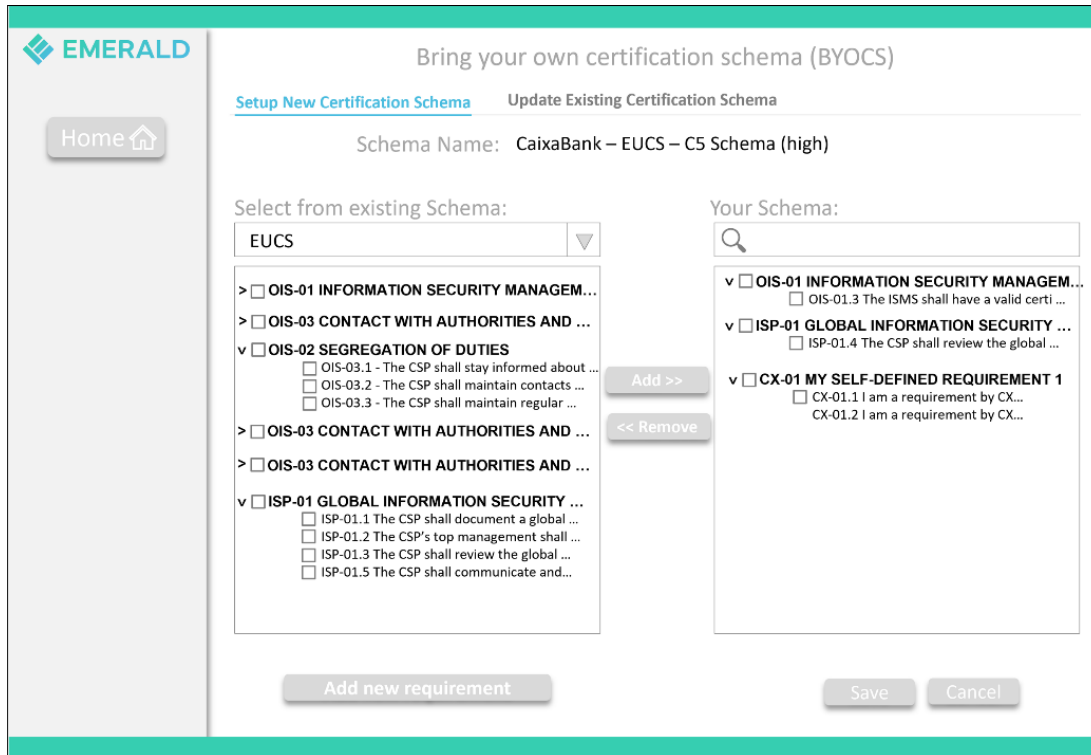 EMERALD
Bring your own certification schema (BYOCS)
Setup New Certification Schema
Update Existing Certification Schema
Home
Schema Name: CaixaBank – EUCS – C5 Schema (high)
Select from existing Schema:
EUCS
> OIS-01 INFORMATION SECURITY MANAGEM...
> OIS-03 CONTACT WITH AUTHORITIES AND ...
v OIS-02 SEGREGATION OF DUTIES
OIS-03.1 - The CSP shall stay informed about ...
OIS-03.2 - The CSP shall maintain contacts ...
OIS-03.3 - The CSP shall maintain regular ...
> OIS-03 CONTACT WITH AUTHORITIES AND ...
> OIS-03 CONTACT WITH AUTHORITIES AND ...
v ISP-01 GLOBAL INFORMATION SECURITY ...
ISP-01.1 The CSP shall document a global ...
ISP-01.2 The CSP's top management shall ...
ISP-01.3 The CSP shall review the global ...
ISP-01.5 The CSP shall communicate and...
Add new requirement
Add >>
<< Remove
Your Schema:
v OIS-01 INFORMATION SECURITY MANAGEM...
OIS-01.3 The ISMS shall have a valid certi ...
v ISP-01 GLOBAL INFORMATION SECURITY ...
ISP-01.4 The CSP shall review the global ...
v CX-01 MY SELF-DEFINED REQUIREMENT 1
CX-01.1 I am a requirement by CX...
CX-01.2 I am a requirement by CX...
Save
Cancel